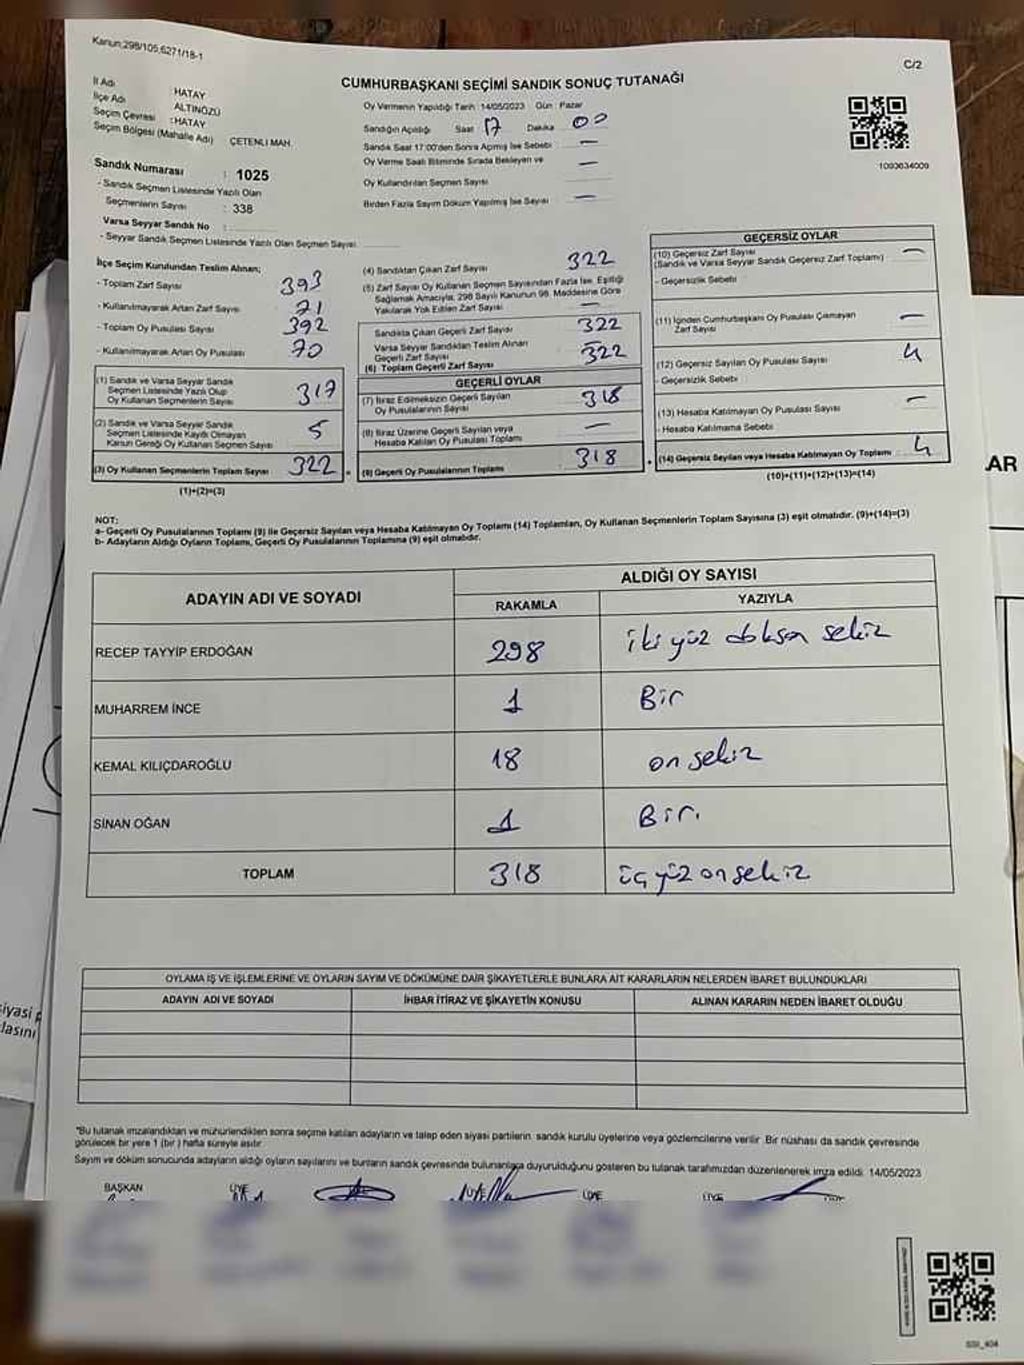 Kanun;298/105,6271/18-1
C/2
CUMHURBAŞKANI SEÇİMİ SANDIK SONUÇ TUTANAĞI
İl Adı HATAY
İlçe Adı ALTINÖZÜ
Seçim Çevresi : HATAY
Seçim Bölgesi (Mahalle Adı) ÇETENLİ MAH.
Sandık Numarası : 1025
- Sandık Seçmen Listesinde Yazılı Olan
Seçmenlerin Sayısı : 338
Varsa Seyyar Sandık No :
- Seyyar Sandık Seçmen Listesinde Yazılı Olan Seçmen Sayısı
Oy Vermenin Yapıldığı Tarih : 14/05/2023 Gün : Pazar
Sandığın Açıldığı Saat 17 Dakika 00
Sandık Saat 17:00'den Sonra Açılmış İse Sebebi : —
Oy Verme Saati Bitiminde Sırada Bekleyen ve —
Oy Kullandırılan Seçmen Sayısı
Birden Fazla Sayım Döküm Yapılmış İse Sayısı —
1093634009
İlçe Seçim Kurulundan Teslim Alınan;
- Toplam Zarf Sayısı 393
- Kullanılmayarak Artan Zarf Sayısı 71
- Toplam Oy Pusulası Sayısı 392
- Kullanılmayarak Artan Oy Pusulası 70
(1) Sandık ve Varsa Seyyar Sandık
Seçmen Listesinde Yazılı Olup
Oy Kullanan Seçmenlerin Sayısı 317
(2) Sandık ve Varsa Seyyar Sandık
Seçmen Listesinde Kayıtlı Olmayan
Kanun Gereği Oy Kullanan Seçmen Sayısı 5
(3) Oy Kullanan Seçmenlerin Toplam Sayısı 322
(1)+(2)=(3)
(4) Sandıktan Çıkan Zarf Sayısı 322
(5) Zarf Sayısı Oy Kullanan Seçmen Sayısından Fazla İse, Eşitliği
Sağlamak Amacıyla, 298 Sayılı Kanunun 98. Maddesine Göre
Yakılarak Yok Edilen Zarf Sayısı —
Sandıkta Çıkan Geçerli Zarf Sayısı 322
Varsa Seyyar Sandıktan Teslim Alınan
Geçerli Zarf Sayısı —
(6) Toplam Geçerli Zarf Sayısı 322
GEÇERLİ OYLAR
(7) İtiraz Edilmeksizin Geçerli Sayılan
Oy Pusulalarının Sayısı 318
(8) İtiraz Üzerine Geçerli Sayılan veya
Hesaba Katılan Oy Pusulası Toplamı —
(9) Geçerli Oy Pusulalarının Toplamı 318
GEÇERSİZ OYLAR
(10) Geçersiz Zarf Sayısı —
(Sandık ve Varsa Seyyar Sandık Geçersiz Zarf Toplamı)
- Geçersizlik Sebebi
(11) İçinden Cumhurbaşkanı Oy Pusulası Çıkmayan
Zarf Sayısı —
(12) Geçersiz Sayılan Oy Pusulası Sayısı 4
- Geçersizlik Sebebi
(13) Hesaba Katılmayan Oy Pusulası Sayısı —
- Hesaba Katılmama Sebebi
(14) Geçersiz Sayılan veya Hesaba Katılmayan Oy Toplamı 4
(10)+(11)+(12)+(13)=(14)
AR
NOT:
a- Geçerli Oy Pusulalarının Toplamı (9) ile Geçersiz Sayılan veya Hesaba Katılmayan Oy Toplamı (14) Toplamları, Oy Kullanan Seçmenlerin Toplam Sayısına (3) eşit olmalıdır. (9)+(14)=(3)
b- Adayların Aldığı Oyların Toplamı, Geçerli Oy Pusulalarının Toplamına (9) eşit olmalıdır.
ADAYIN ADI VE SOYADI ALDIĞI OY SAYISI
RAKAMLA YAZIYLA
RECEP TAYYİP ERDOĞAN 298 iki yüz doksan sekiz
MUHARREM İNCE 1 Bir
KEMAL KILIÇDAROĞLU 18 on sekiz
SİNAN OĞAN 1 Bir.
TOPLAM 318 üç yüz on sekiz
OYLAMA İŞ VE İŞLEMLERİNE VE OYLARIN SAYIM VE DÖKÜMÜNE DAİR ŞİKAYETLERLE BUNLARA AİT KARARLARIN NELERDEN İBARET BULUNDUKLARI
ADAYIN ADI VE SOYADI İHBAR İTİRAZ VE ŞİKAYETİN KONUSU ALINAN KARARIN NEDEN İBARET OLDUĞU
siyasi p
lasını
*Bu tutanak imzalandıktan ve mühürlendikten sonra seçime katılan adayların ve talep eden siyasi partilerin sandık kurulu üyelerine veya gözlemcilerine verilir. Bir nüshası da sandık çevresinde
görülecek bir yere 1 (bir) hafta süreyle asılır.
Sayım ve döküm sonucunda adayların aldığı oyların sayılarını ve bunların sandık çevresinde bulunanlara duyurulduğunu gösteren bu tutanak tarafımızdan düzenlenerek imza edildi. 14/05/2023
BAŞKAN ÜYE ÜYE ÜYE ÜYE